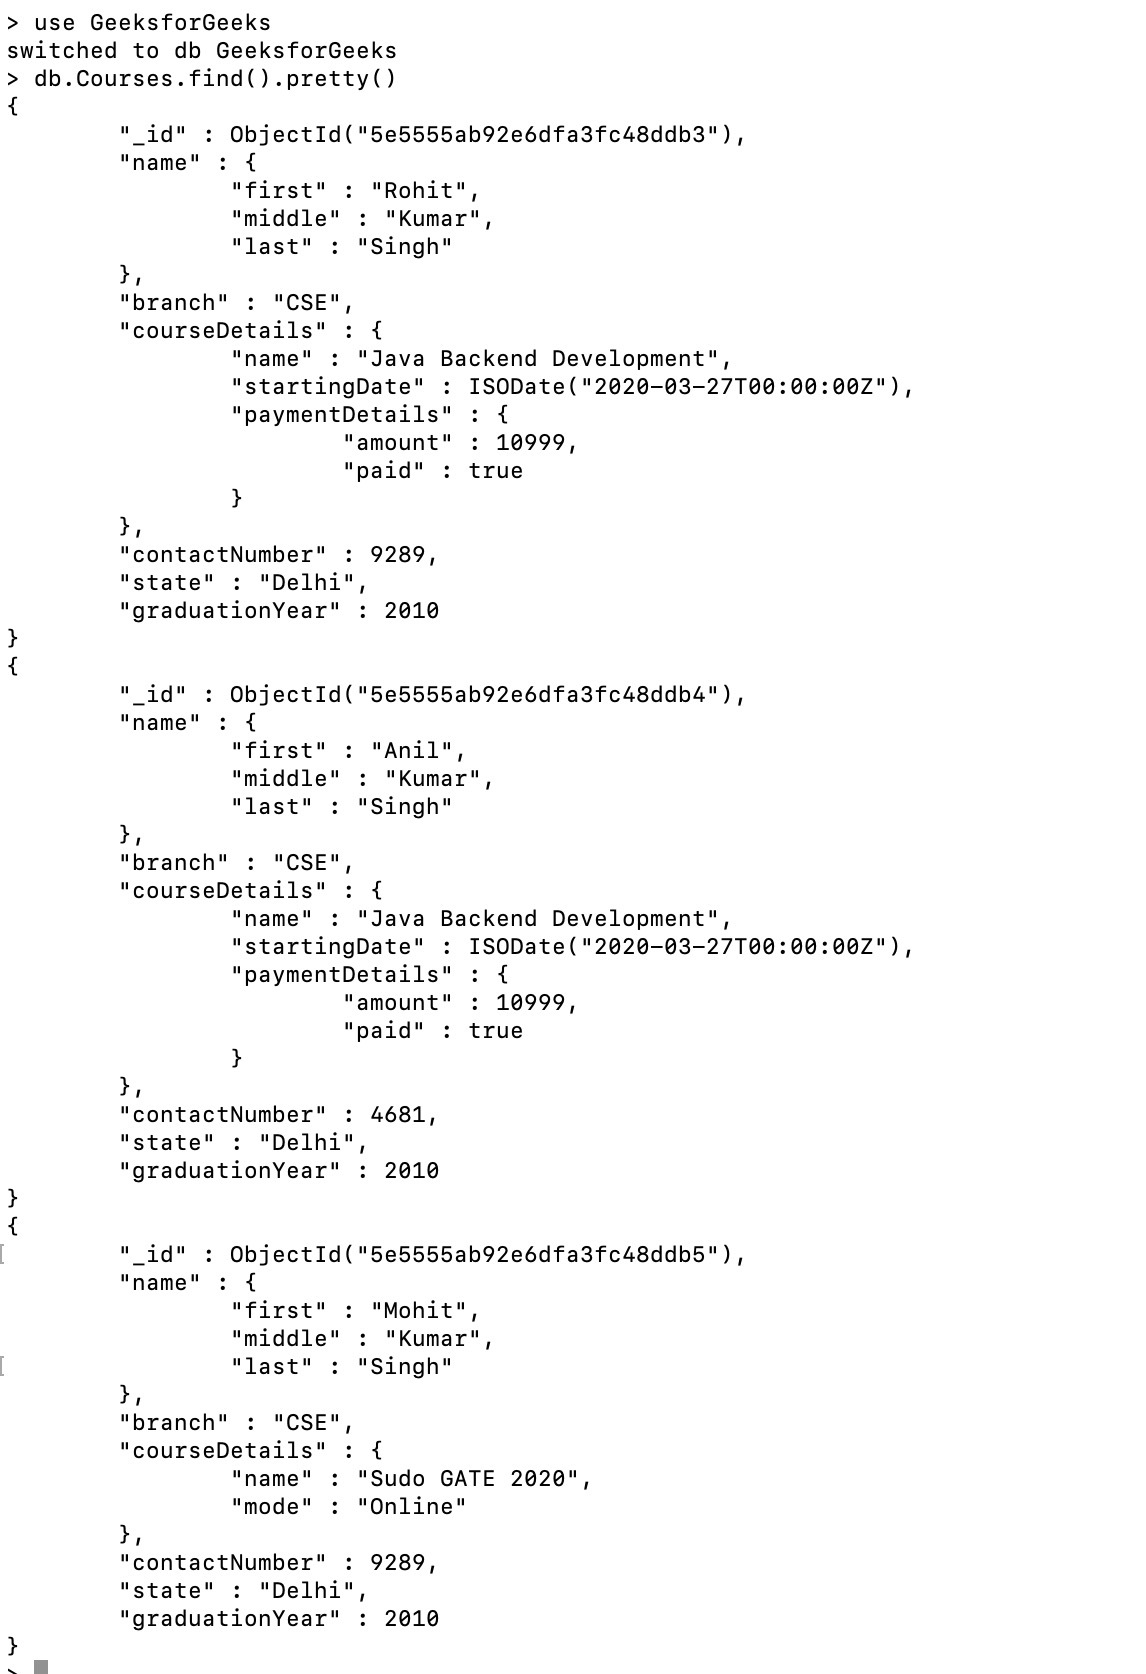 > use GeeksforGeeks
switched to db GeeksforGeeks
> db.Courses.find().pretty()
{
        "_id" : ObjectId("5e5555ab92e6dfa3fc48ddb3"),
        "name" : {
                "first" : "Rohit",
                "middle" : "Kumar",
                "last" : "Singh"
        },
        "branch" : "CSE",
        "courseDetails" : {
                "name" : "Java Backend Development",
                "startingDate" : ISODate("2020-03-27T00:00:00Z"),
                "paymentDetails" : {
                        "amount" : 10999,
                        "paid" : true
                }
        },
        "contactNumber" : 9289,
        "state" : "Delhi",
        "graduationYear" : 2010
}
{
        "_id" : ObjectId("5e5555ab92e6dfa3fc48ddb4"),
        "name" : {
                "first" : "Anil",
                "middle" : "Kumar",
                "last" : "Singh"
        },
        "branch" : "CSE",
        "courseDetails" : {
                "name" : "Java Backend Development",
                "startingDate" : ISODate("2020-03-27T00:00:00Z"),
                "paymentDetails" : {
                        "amount" : 10999,
                        "paid" : true
                }
        },
        "contactNumber" : 4681,
        "state" : "Delhi",
        "graduationYear" : 2010
}
{
        "_id" : ObjectId("5e5555ab92e6dfa3fc48ddb5"),
        "name" : {
                "first" : "Mohit",
                "middle" : "Kumar",
                "last" : "Singh"
        },
        "branch" : "CSE",
        "courseDetails" : {
                "name" : "Sudo GATE 2020",
                "mode" : "Online"
        },
        "contactNumber" : 9289,
        "state" : "Delhi",
        "graduationYear" : 2010
}
>